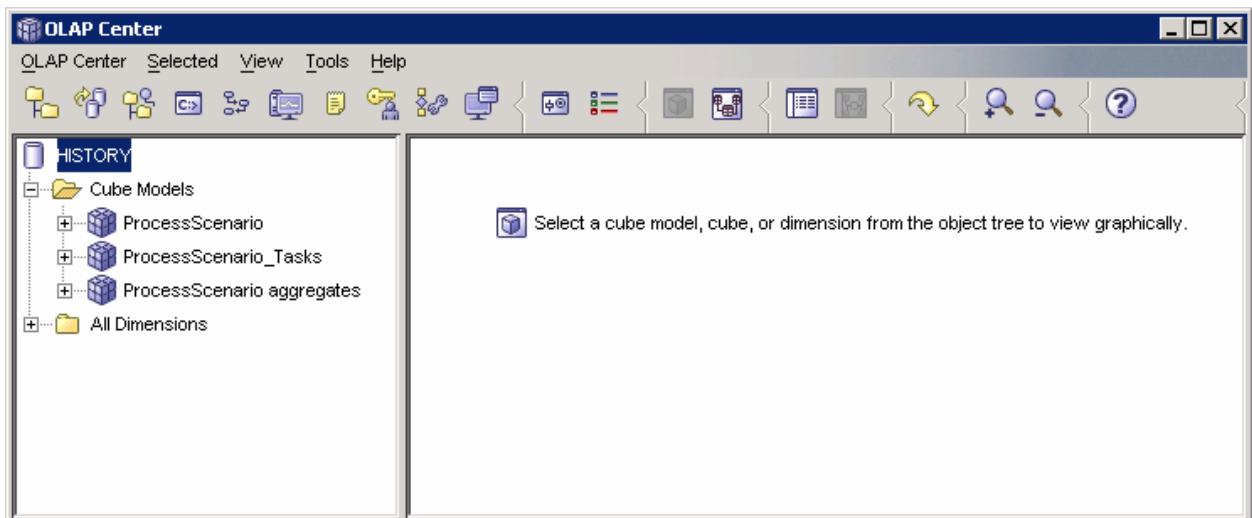 OLAP Center
OLAP Center Selected View Tools Help
HISTORY
Cube Models
ProcessScenario
ProcessScenario_Tasks
ProcessScenario aggregates
All Dimensions
Select a cube model, cube, or dimension from the object tree to view graphically.